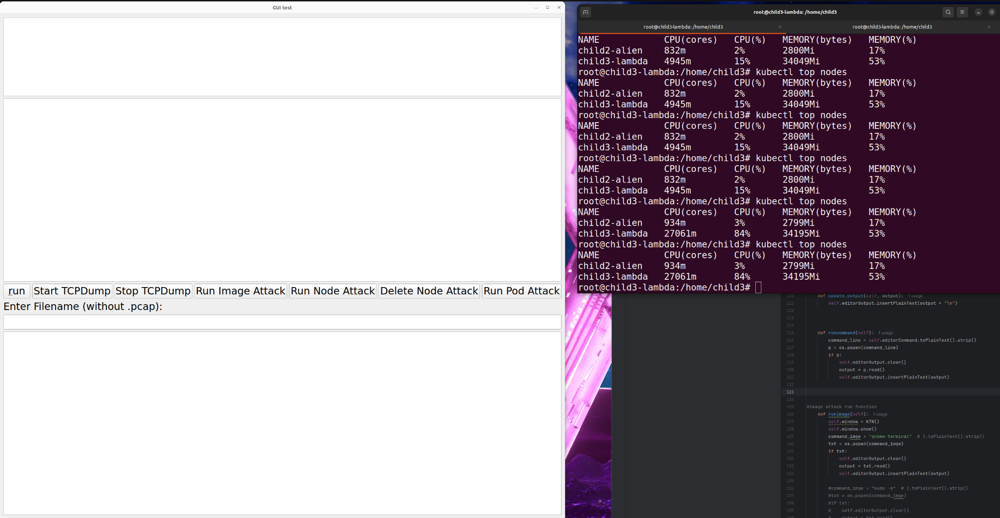 GUI test
run Start TCPDump Stop TCPDump Run Image Attack Run Node Attack Delete Node Attack Run Pod Attack
Enter Filename (without .pcap):
root@child3-lambda: /home/child3
root@child3-lambda: /home/child3 root@child3-lambda: /home/child3
NAME CPU(cores) CPU(%) MEMORY(bytes) MEMORY(%)
child2-alien 832m 2% 2800Mi 17%
child3-lambda 4945m 15% 34049Mi 53%
root@child3-lambda:/home/child3# kubectl top nodes
NAME CPU(cores) CPU(%) MEMORY(bytes) MEMORY(%)
child2-alien 832m 2% 2800Mi 17%
child3-lambda 4945m 15% 34049Mi 53%
root@child3-lambda:/home/child3# kubectl top nodes
NAME CPU(cores) CPU(%) MEMORY(bytes) MEMORY(%)
child2-alien 832m 2% 2800Mi 17%
child3-lambda 4945m 15% 34049Mi 53%
root@child3-lambda:/home/child3# kubectl top nodes
NAME CPU(cores) CPU(%) MEMORY(bytes) MEMORY(%)
child2-alien 832m 2% 2800Mi 17%
child3-lambda 4945m 15% 34049Mi 53%
root@child3-lambda:/home/child3# kubectl top nodes
NAME CPU(cores) CPU(%) MEMORY(bytes) MEMORY(%)
child2-alien 934m 3% 2799Mi 17%
child3-lambda 27061m 84% 34195Mi 53%
root@child3-lambda:/home/child3# kubectl top nodes
NAME CPU(cores) CPU(%) MEMORY(bytes) MEMORY(%)
child2-alien 934m 3% 2799Mi 17%
child3-lambda 27061m 84% 34195Mi 53%
root@child3-lambda:/home/child3#
110 def update_output(self, output): 1 usage
111 self.editorOutput.insertPlainText(output + "\n")
112
113
114
115 def runcommand(self): 1 usage
116 command_line = self.editorCommand.toPlainText().strip()
117 p = os.popen(command_line)
118 if p:
119 self.editorOutput.clear()
120 output = p.read()
121 self.editorOutput.insertPlainText(output)
122
123
124
125 #image attack run function
126 def runimage(self): 1 usage
127 self.window = KTN()
128 self.window.show()
129 command_imge = "gnome-terminal" # ).toPlainText().strip()
130 txt = os.popen(command_imge)
131 if txt:
132 self.editorOutput.clear()
133 output = txt.read()
134 self.editorOutput.insertPlainText(output)
135
136 #command_imge = "sudo -s" # ).toPlainText().strip()
137 #txt = os.popen(command_imge)
138 #if txt:
139 # self.editorOutput.clear()